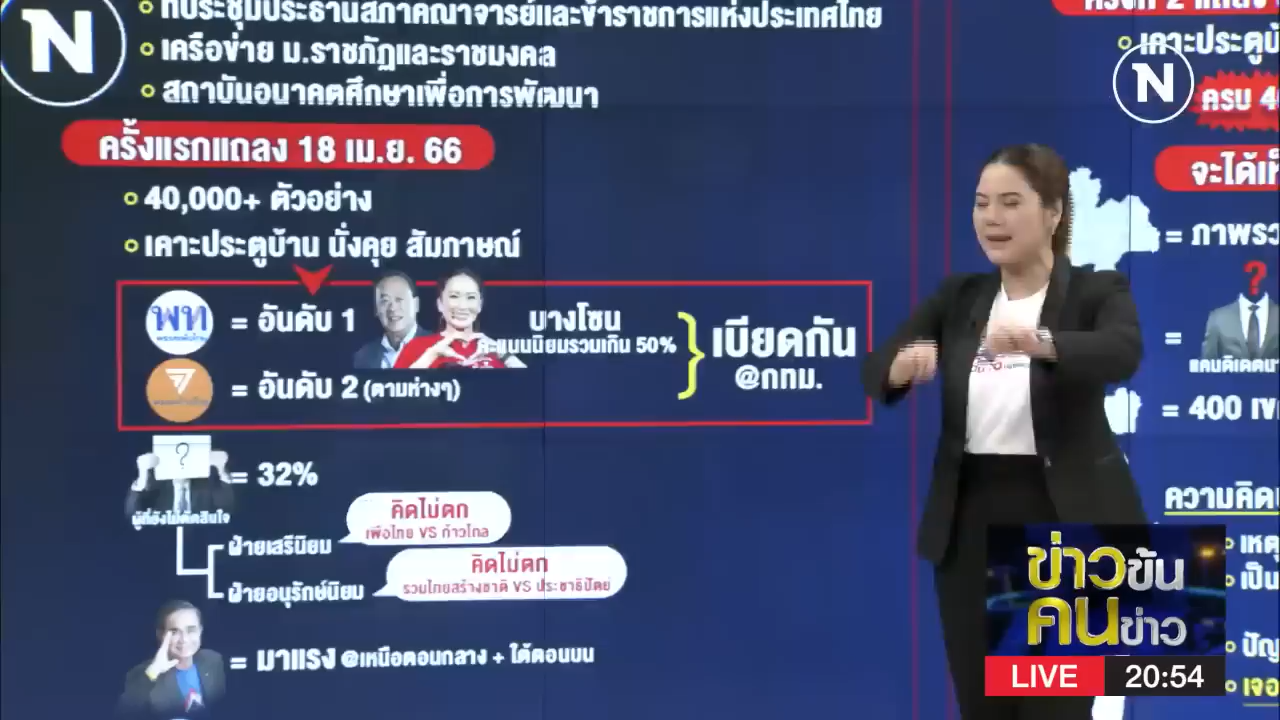 ที่ประชุมประธานสภาคณาจารย์และข้าราชการแห่งประเทศไทย
เครือข่าย ม.ราชภัฏและราชมงคล
สถาบันอนาคตศึกษาเพื่อการพัฒนา
N
ครั้งแรกแถลง 18 เม.ย. 66
40,000+ ตัวอย่าง
เคาะประตูบ้าน นั่งคุย สัมภาษณ์
พท
= อันดับ 1
บางโซน
คะแนนนิยมรวมเกิน 50%
= อันดับ 2 (ตามห่างๆ)
เบียดกัน
@กทม.
?
= 32%
ผู้ที่ยังไม่ตัดสินใจ
ฝ่ายเสรีนิยม
คิดไม่ตก
เพื่อไทย VS ก้าวไกล
ฝ่ายอนุรักษ์นิยม
คิดไม่ตก
รวมไทยสร้างชาติ VS ประชาธิปัตย์
= มาแรง @เหนือตอนกลาง + ใต้ตอนบน
เคาะประตูบ้
N
ครบ 4
จะได้เห็
= ภาพรว
?
=
แคนดิเดตน
= 400 เข
ความคิดเ
เหตุ
เป็น
ปัญ
เจอ
ข่าวข้น
คนข่าว
LIVE 20:54